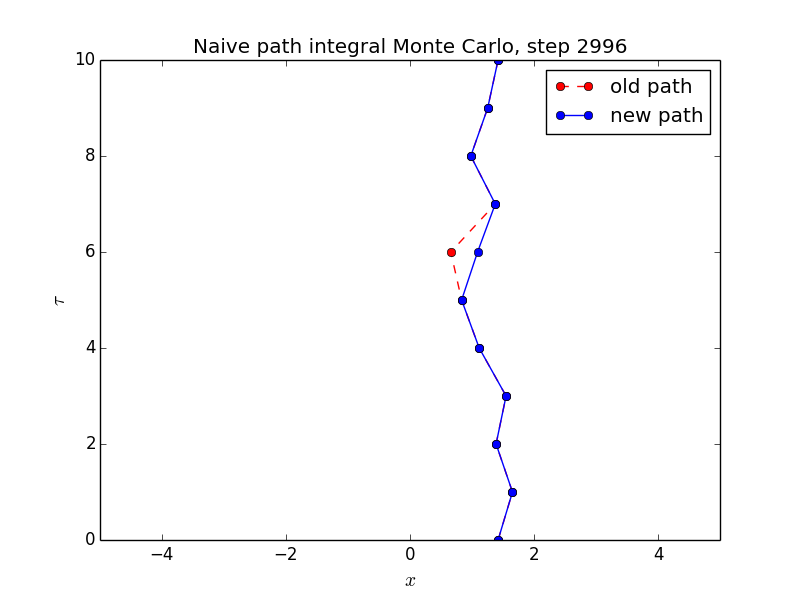 Naive path integral Monte Carlo, step 2996
old path
new path
10
8
6
4
2
0
τ
−4 −2 0 2 4
x